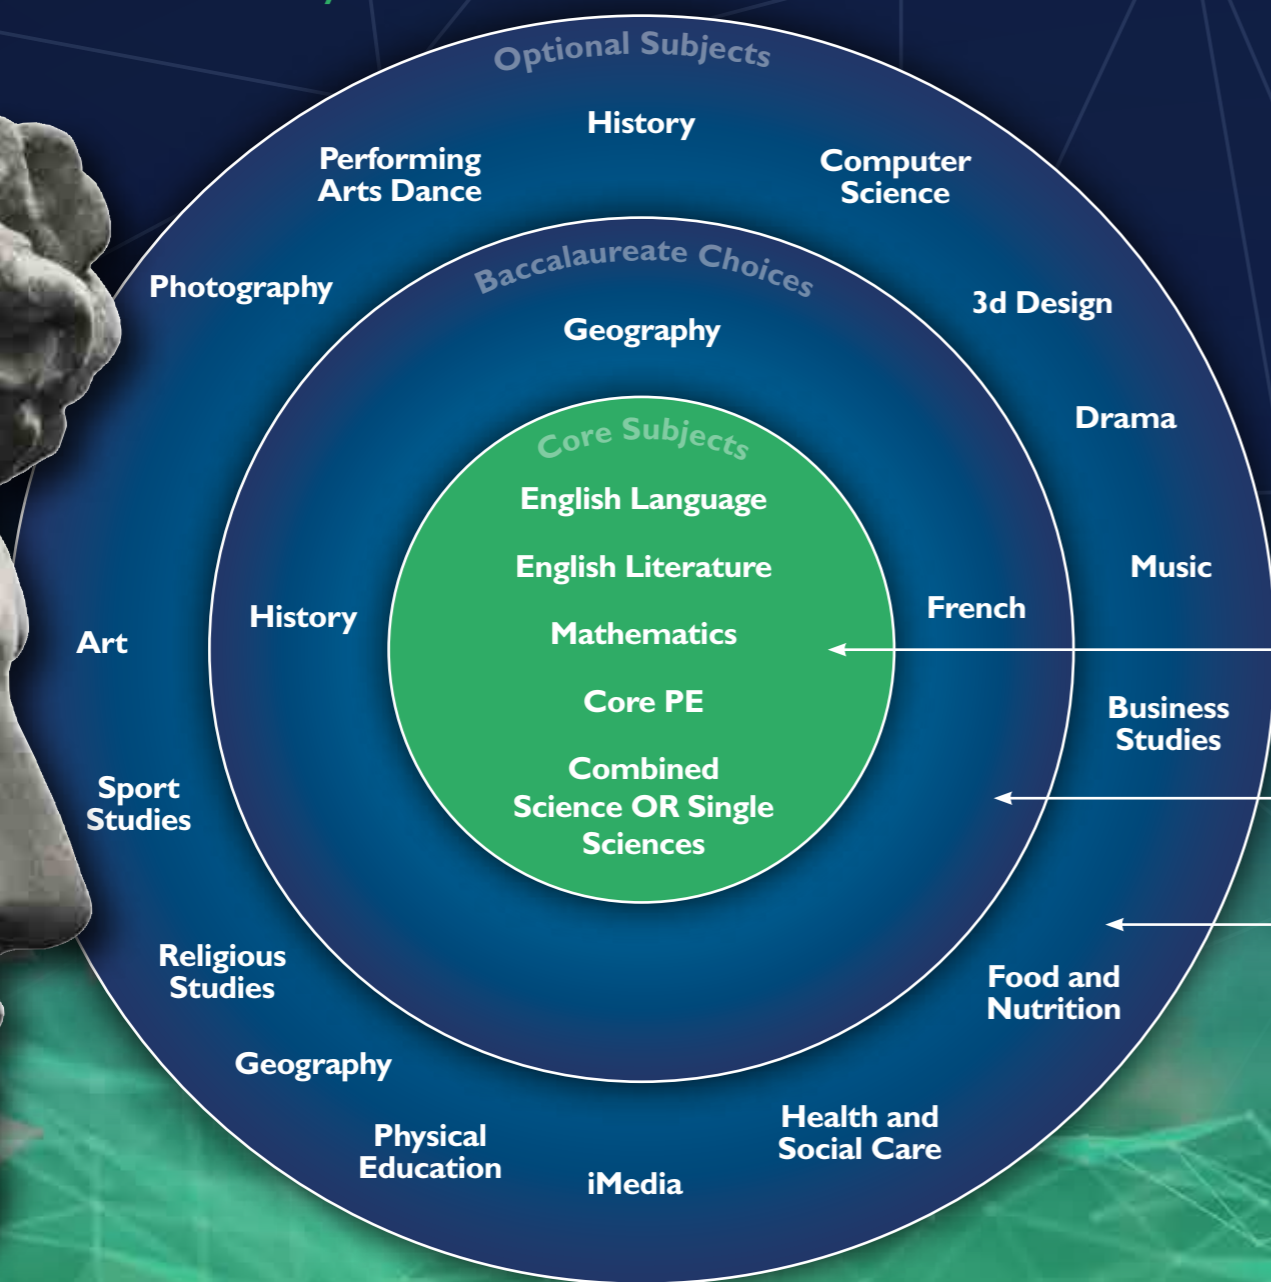 Optional Subjects
History
Performing
Arts Dance
Computer
Science
Photography
3d Design
Drama
Music
Art
Business
Studies
Sport
Studies
Religious
Studies
Food and
Nutrition
Geography
Physical
Education
iMedia
Health and
Social Care
Baccalaureate Choices
Geography
History
French
Core Subjects
English Language
English Literature
Mathematics
Core PE
Combined
Science OR Single
Sciences